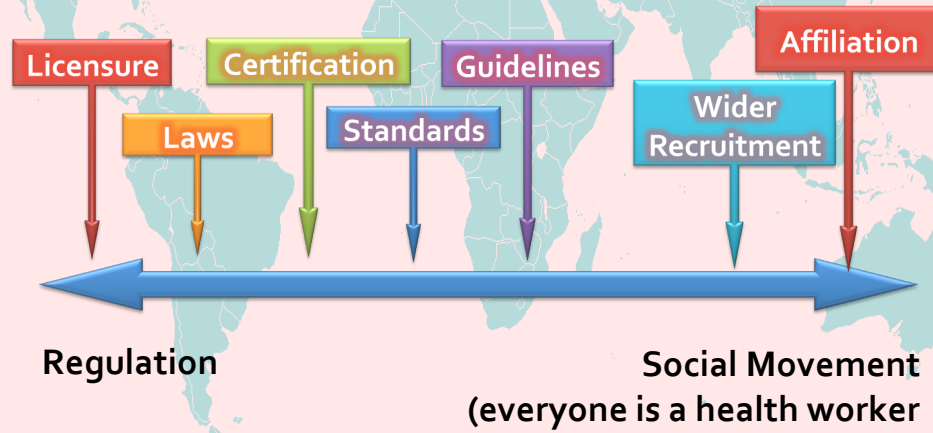 Licensure
Laws
Certification
Standards
Guidelines
Wider
Recruitment
Affiliation
Regulation
Social Movement
(everyone is a health worker